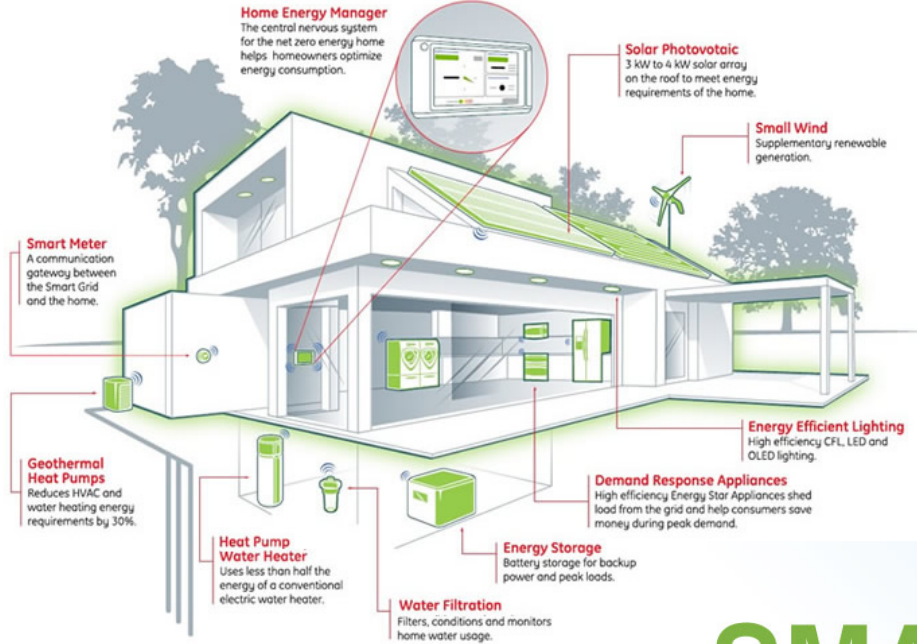 Home Energy Manager
The central nervous system
for the net zero energy home
helps homeowners optimize
energy consumption.
Solar Photovotaic
3 kW to 4 kW solar array
on the roof to meet energy
requirements of the home.
Small Wind
Supplementary renewable
generation.
Smart Meter
A communication
gateway between
the Smart Grid
and the home.
Geothermal
Heat Pumps
Reduces HVAC and
water heating energy
requirements by 30%.
Heat Pump
Water Heater
Uses less than half the
energy of a conventional
electric water heater.
Water Filtration
Filters, conditions and monitors
home water usage.
Energy Storage
Battery storage for backup
power and peak loads.
Demand Response Appliances
High efficiency Energy Star Appliances shed
load from the grid and help consumers save
money during peak demand.
Energy Efficient Lighting
High efficiency CFL, LED and
OLED lighting.